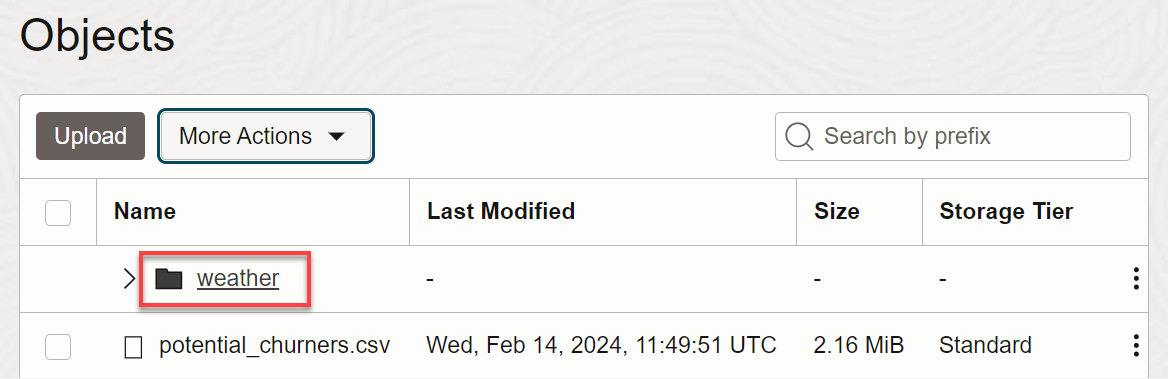 Objects
Upload More Actions Search by prefix
Name Last Modified Size Storage Tier
weather - - -
potential_churners.csv Wed, Feb 14, 2024, 11:49:51 UTC 2.16 MiB Standard